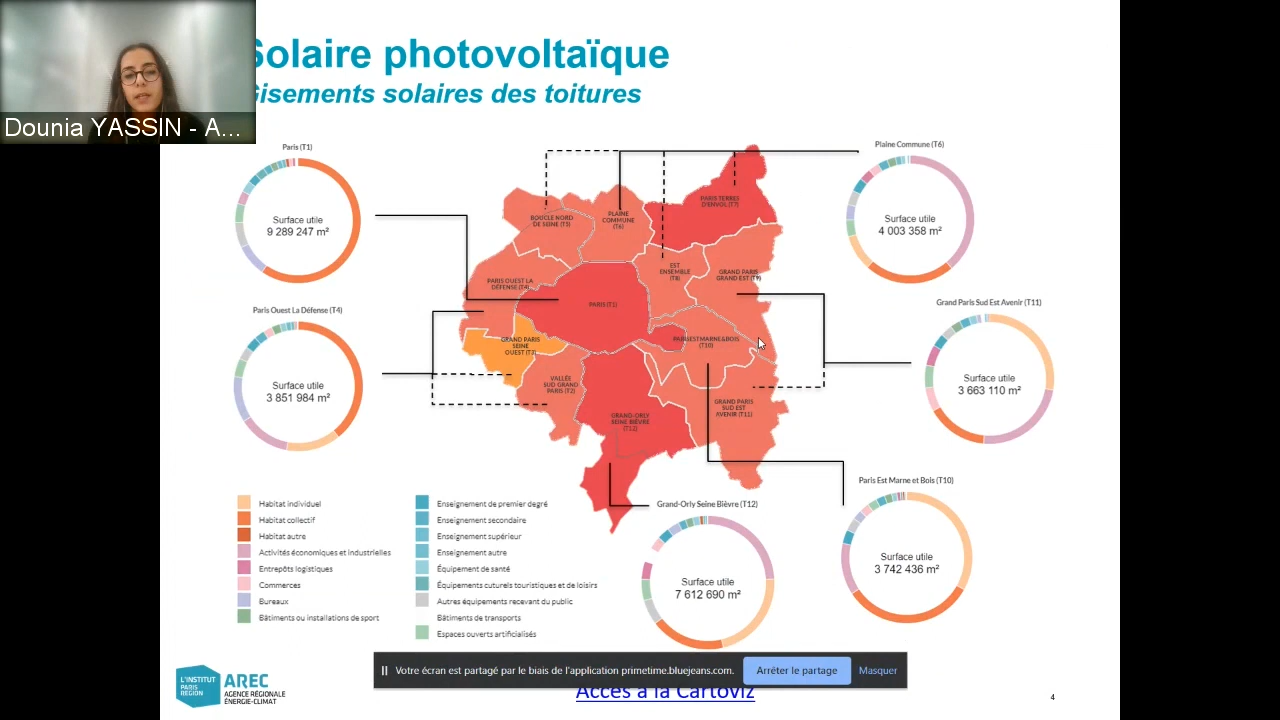 Solaire photovoltaïque
Gisements solaires des toitures
Dounia YASSIN - A...
Paris (T1)
Surface utile
9 289 247 m²
Plaine Commune (T6)
Surface utile
4 003 358 m²
Paris Ouest La Défense (T4)
Surface utile
3 851 984 m²
Grand Paris Sud Est Avenir (T11)
Surface utile
3 663 110 m²
Paris Est Marne et Bois (T10)
Surface utile
3 742 436 m²
Grand-Orly Seine Bièvre (T12)
Surface utile
7 612 690 m²
PARIS TERRES
D'ENVOL (T7)
BOUCLE NORD
DE SEINE (T5)
PLAINE
COMMUNE
(T6)
EST
ENSEMBLE
(T8)
GRAND PARIS
GRAND EST (T9)
PARIS OUEST LA
DÉFENSE (T4)
PARIS (T1)
GRAND PARIS
SEINE
OUEST (T3)
PARISESTMARNE&BOIS
(T10)
VALLÉE
SUD GRAND
PARIS (T2)
GRAND PARIS
SUD EST
AVENIR (T11)
GRAND-ORLY
SEINE BIÈVRE
(T12)
Habitat individuel
Habitat collectif
Habitat autre
Activités économiques et industrielles
Entrepôts logistiques
Commerces
Bureaux
Bâtiments ou installations de sport
Enseignement de premier degré
Enseignement secondaire
Enseignement supérieur
Enseignement autre
Équipement de santé
Équipements cuturels touristiques et de loisirs
Autres équipements recevant du public
Bâtiments de transports
Espaces ouverts artificialisés
Votre écran est partagé par le biais de l'application primetime.bluejeans.com.
Arrêter le partage
Masquer
Accès à la Cartoviz
L'INSTITUT
PARIS
REGION
AREC
AGENCE RÉGIONALE
ÉNERGIE-CLIMAT
4